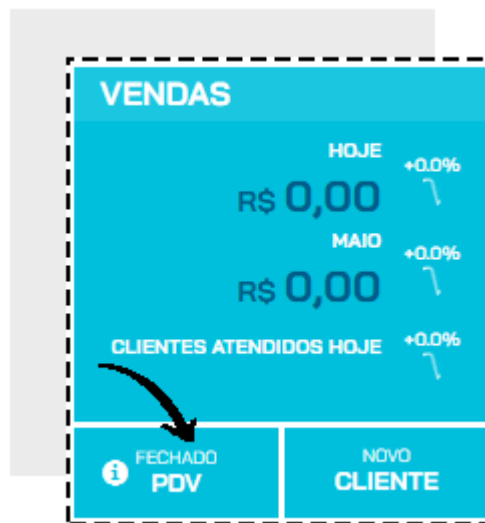 VENDAS
HOJE
+0.0%
R$ 0,00
MAIO
+0.0%
R$ 0,00
CLIENTES ATENDIDOS HOJE
+0.0%
FECHADO
PDV
NOVO
CLIENTE